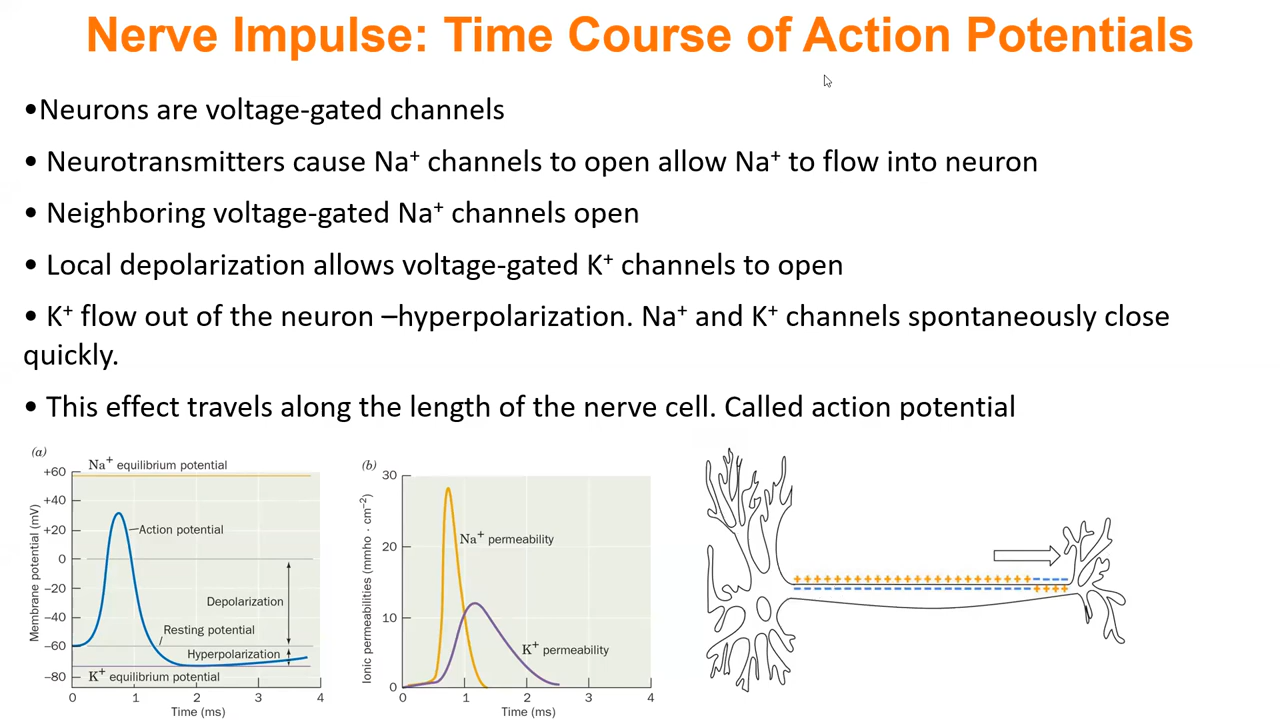 Nerve Impulse: Time Course of Action Potentials
•Neurons are voltage-gated channels
• Neurotransmitters cause Na⁺ channels to open allow Na⁺ to flow into neuron
• Neighboring voltage-gated Na⁺ channels open
• Local depolarization allows voltage-gated K⁺ channels to open
• K⁺ flow out of the neuron –hyperpolarization. Na⁺ and K⁺ channels spontaneously close
quickly.
• This effect travels along the length of the nerve cell. Called action potential
(a)
Na⁺ equilibrium potential
+60
+40
+20
0
–20
–40
–60
–80
Membrane potential (mV)
Action potential
Depolarization
Resting potential
Hyperpolarization
K⁺ equilibrium potential
0 1 2 3 4
Time (ms)
(b)
30
20
10
0
Ionic permeabilities (mmho · cm⁻²)
Na⁺ permeability
K⁺ permeability
0 1 2 3 4
Time (ms)
+++++++++++++++++++++++++ – – – –
– – – – – – – – – – – – – – – – – – – – – – – – – ++++